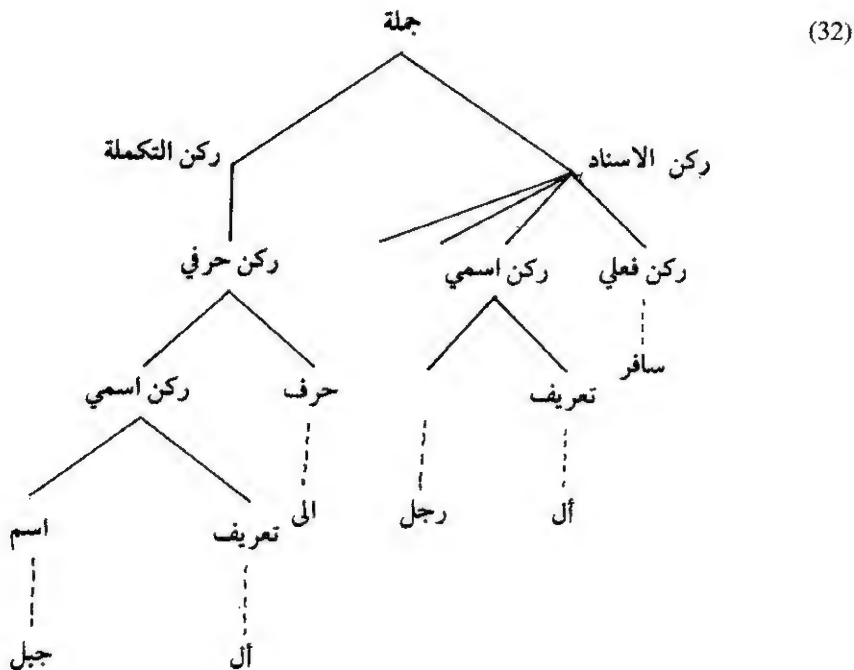 (32)
جملة
ركن الاسناد
ركن التكملة
ركن فعلي
ركن اسمي
ركن حرفي
سافر
تعريف
حرف
ركن اسمي
أل
رجل
الى
تعريف
اسم
أل
جبل